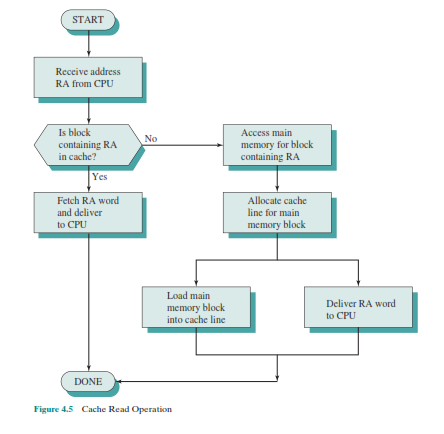 START
Receive address
RA from CPU
Is block
containing RA
in cache?
No
Access main
memory for block
containing RA
Yes
Fetch RA word
and deliver
to CPU
Allocate cache
line for main
memory block
Load main
memory block
into cache line
Deliver RA word
to CPU
DONE
Figure 4.5 Cache Read Operation